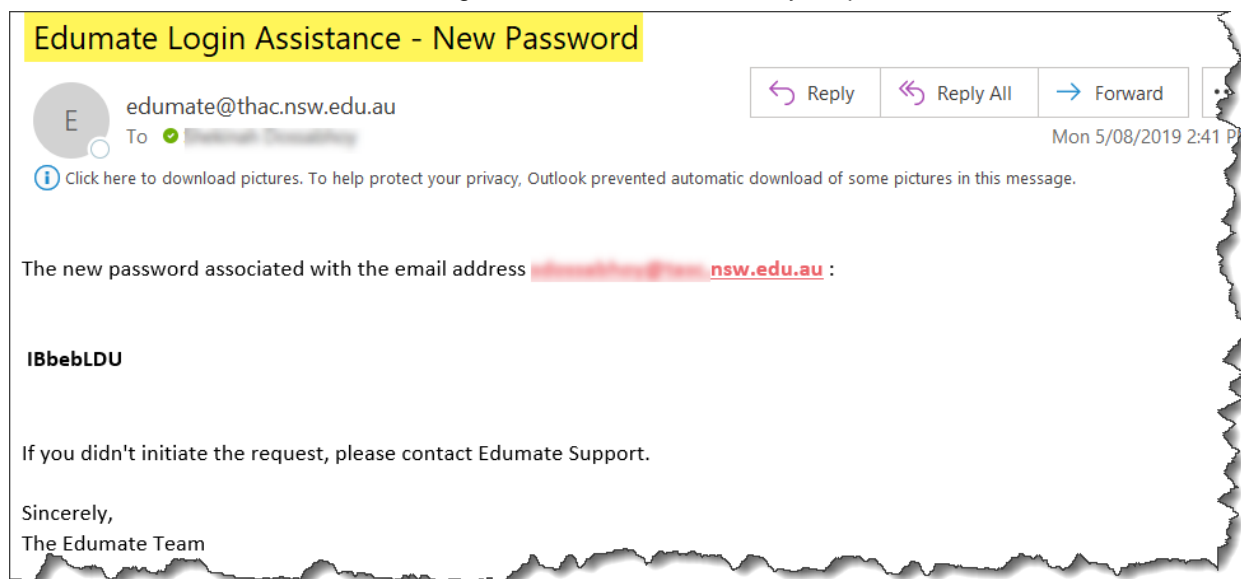 Edumate Login Assistance - New Password
E
edumate@thac.nsw.edu.au
Reply
Reply All
Forward
To
Mon 5/08/2019 2:41
Click here to download pictures. To help protect your privacy, Outlook prevented automatic download of some pictures in this message.
The new password associated with the email address nsw.edu.au :
IBbebLDU
If you didn't initiate the request, please contact Edumate Support.
Sincerely,
The Edumate Team